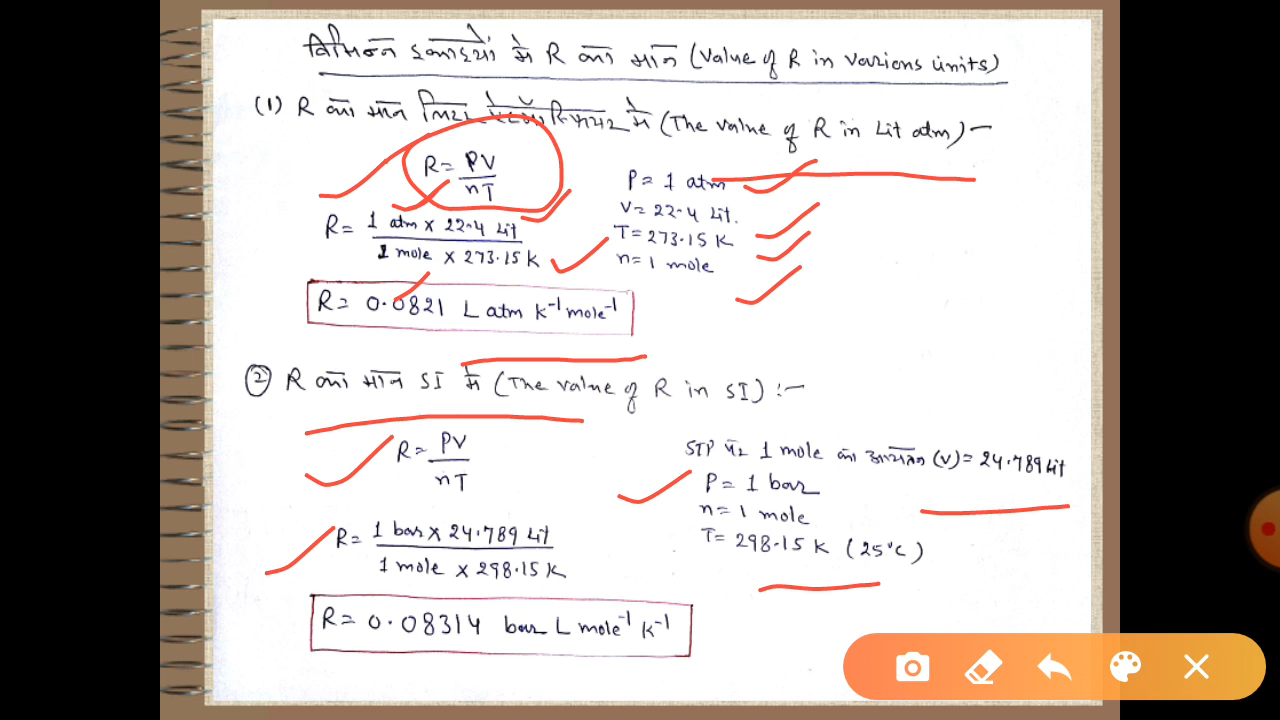 विभिन्न इकाइयों में R का मान (Value of R in various units)
(1) R का मान लिटर एटमोस्फियर में (The value of R in Lit atm) -
R = PV / nT
P = 1 atm
V = 22.4 Lit.
T = 273.15 K
n = 1 mole
R = 1 atm x 22.4 Lit / 1 mole x 273.15 K
R = 0.0821 L atm K⁻¹ mole⁻¹
(2) R का मान SI में (The value of R in SI) :-
R = PV / nT
STP पर 1 mole का आयतन (V) = 24.789 Lit
P = 1 bar
n = 1 mole
T = 298.15 K (25°C)
R = 1 bar x 24.789 Lit / 1 mole x 298.15 K
R = 0.08314 bar L mole⁻¹ K⁻¹